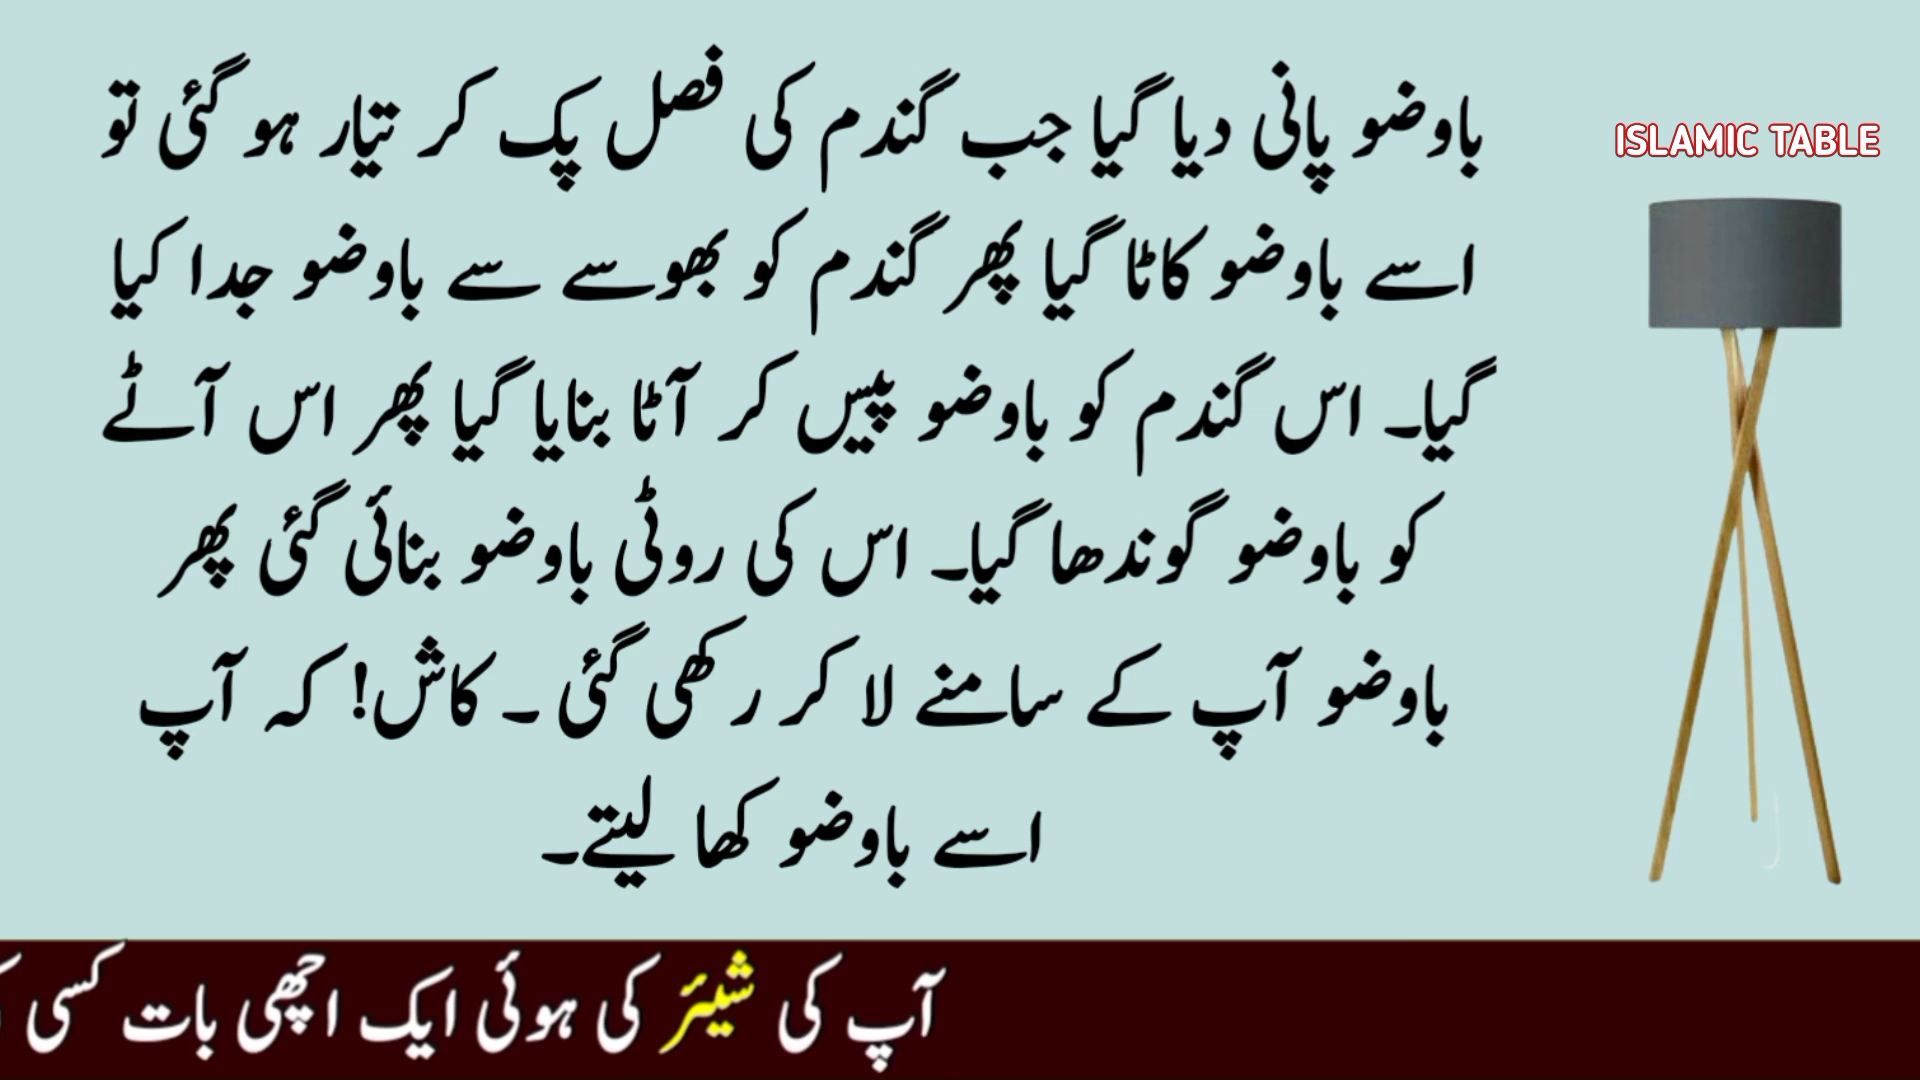 باوضو پانی دیا گیا جب گندم کی فصل پک کر تیار ہو گئی تو
اسے باوضو کاٹا گیا پھر گندم کو بھوسے سے باوضو جدا کیا
گیا۔ اس گندم کو باوضو پیس کر آٹا بنایا گیا پھر اس آٹے
کو باوضو گوندھا گیا۔ اس کی روٹی باوضو بنائی گئی پھر
باوضو آپ کے سامنے لا کر رکھی گئی ۔ کاش! کہ آپ
اسے باوضو کھا لیتے۔
ISLAMIC TABLE
آپ کی شیئر کی ہوئی ایک اچھی بات کسی